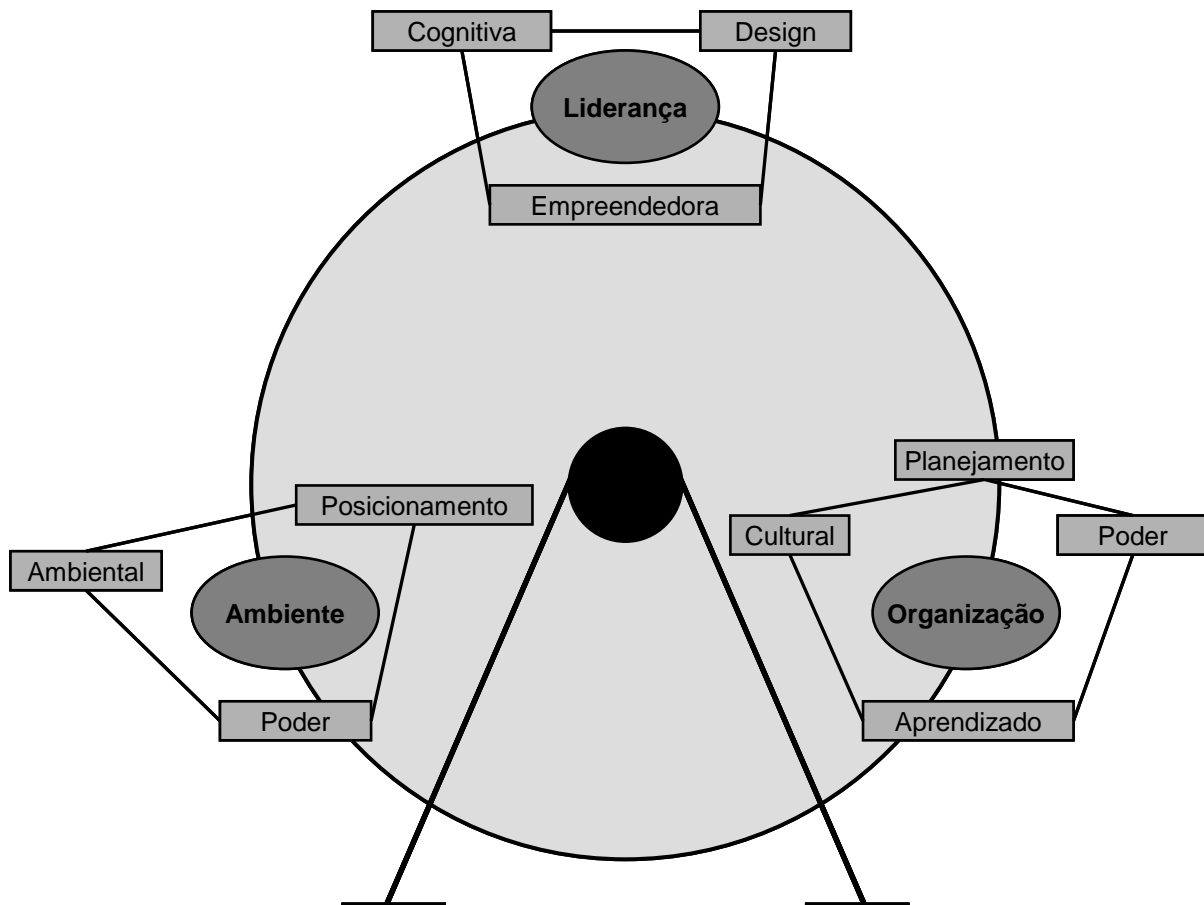 Cognitiva
Design
Liderança
Empreendedora
Planejamento
Posicionamento
Cultural
Poder
Ambiental
Ambiente
Organização
Poder
Aprendizado